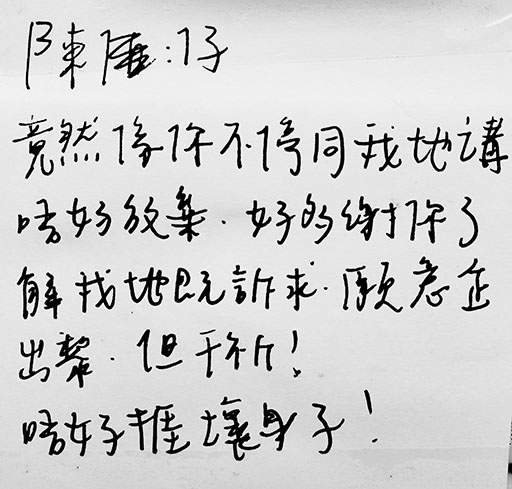 陳:仔
竟然係你不停同我地講
唔好放棄.好多謝你了
解我地既訴求.願意企
出黎.但千祈!
唔好捱壞身子!